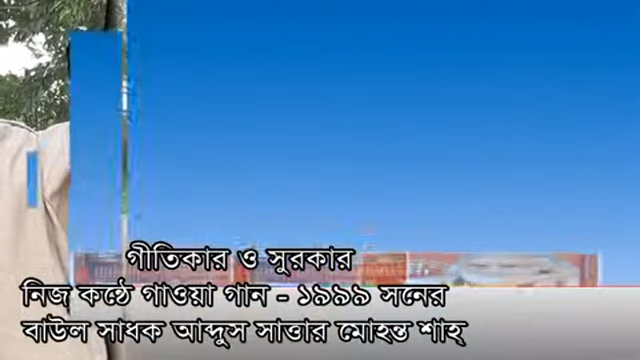 গীতিকার ও সুরকার
নিজ কন্ঠে গাওয়া গান - ১৯৯৯ সনের
বাউল সাধক আব্দুস সাত্তার মোহন্ত শাহ্